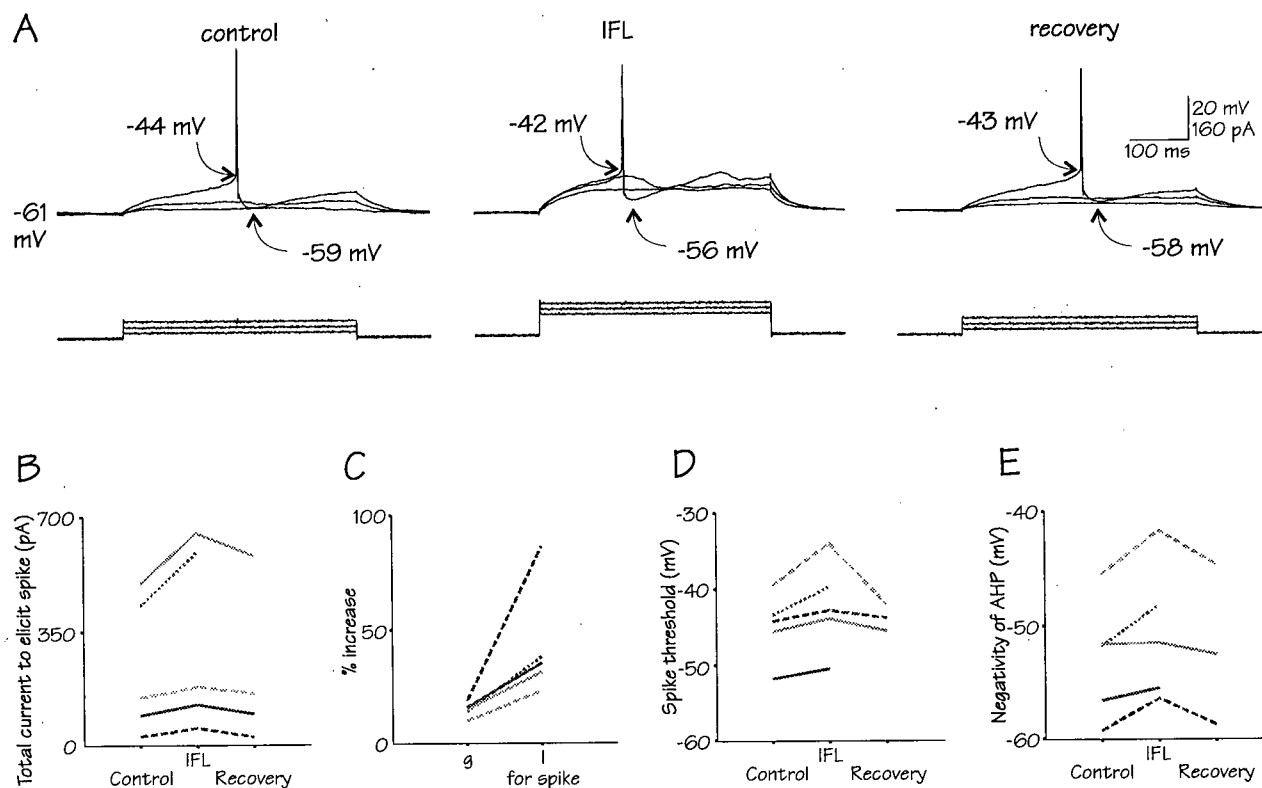 A
control
IFL
recovery
-44 mV
-42 mV
-43 mV
20 mV
160 pA
100 ms
-61
mV
-59 mV
-56 mV
-58 mV
B
C
D
E
Total current to elicit spike (pA)
700
350
0
Control
IFL
Recovery
% increase
100
50
0
g
I
for spike
Spike threshold (mV)
-30
-40
-50
-60
Control
IFL
Recovery
Negativity of AHP (mV)
-40
-50
-60
Control
IFL
Recovery